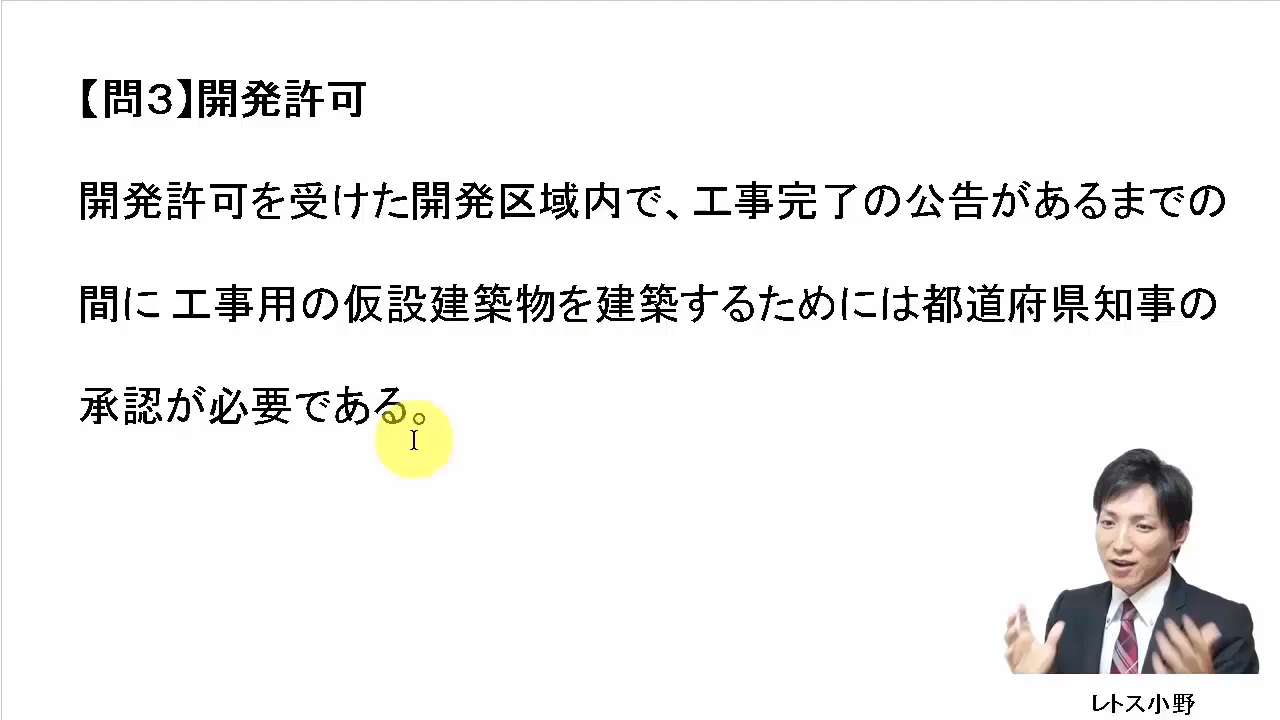 【問３】開発許可
開発許可を受けた開発区域内で、工事完了の公告があるまでの
間に 工事用の仮設建築物を建築するためには都道府県知事の
承認が必要である。
レトス小野